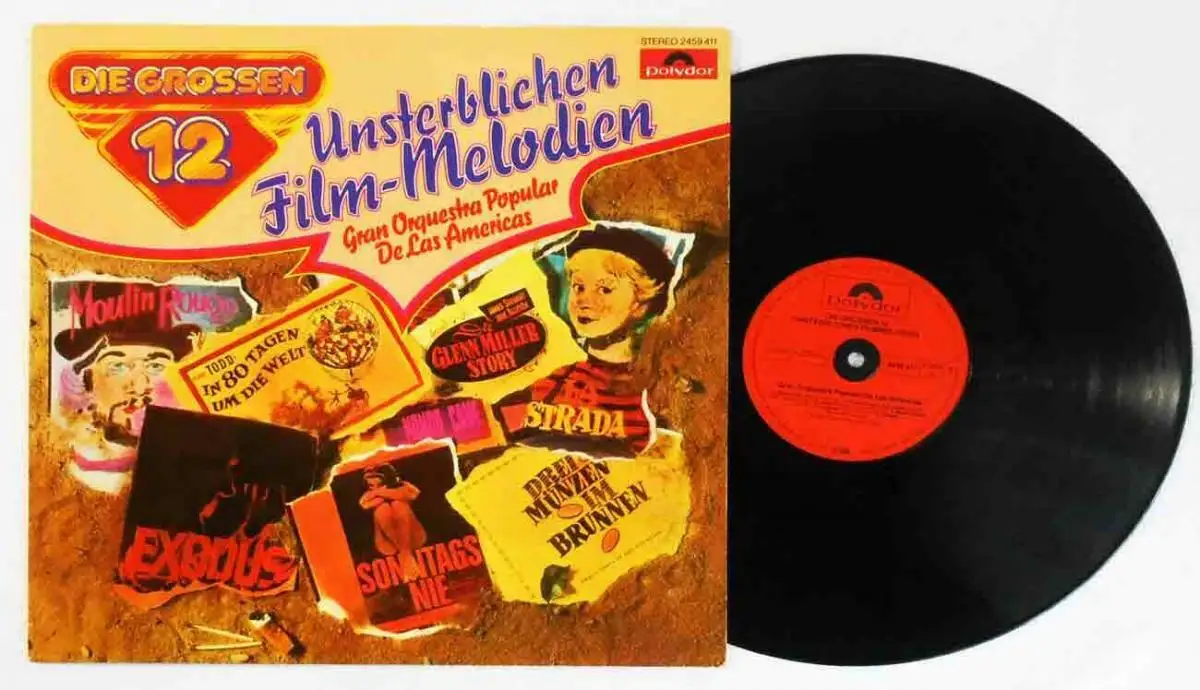 STEREO 2459 411
polydor
DIE GROSSEN
12
Unsterblichen
Film-Melodien
Gran Orquestra Popular
De Las Americas
Moulin Rouge
TODD:
IN 80 TAGEN
UM DIE WELT
Die
GLENN MILLER
STORY
STRADA
EXODUS
SONNTAGS
NIE
DREI
MÜNZEN
IM
BRUNNEN
polydor